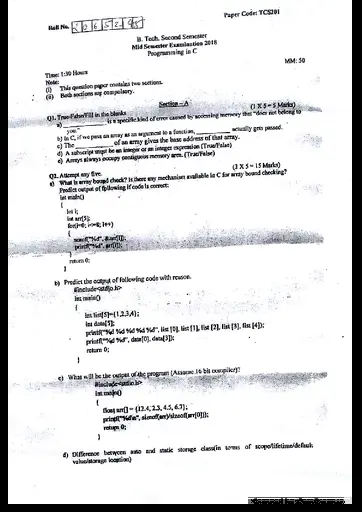 Paper Code: TCS201
Roll No.
B. Tech. Second Semester
Mid Semester Examination 2018
Programming in C
MM: 50
Time: 1:30 Hours
Note:
(i) This question paper contains two sections.
(ii) Both sections are compulsory.
Section – A
Q1. True-False/Fill in the blanks (1 X 5 = 5 Marks)
a) ________ is a specific kind of error caused by accessing memory that "does not belong to
you."
b) In C, if we pass an array as an argument to a function, ________ actually gets passed.
c) The ________ of an array gives the base address of that array.
d) A subscript must be an integer or an integer expression (True/False)
e) Arrays always occupy contiguous memory area. (True/False)
Q2. Attempt any five. (3 X 5 = 15 Marks)
a) What is array bound check? Is there any mechanism available in C for array bound checking?
Predict output of following if code is correct:
int main()
{
int i;
int arr[5];
for(i=0; i<=8; i++)
{
scanf("%d", &arr[i]);
printf("%d", arr[i]);
}
return 0;
}
b) Predict the output of following code with reason.
#include<stdio.h>
int main()
{
int list[5]={1,2,3,4};
int data[5];
printf("%d %d %d %d %d", list [0], list [1], list [2], list [3], list [4]);
printf("%d %d", data[0], data[3]);
return 0;
}
c) What will be the output of the program (Assume 16 bit compiler)?
#include<stdio.h>
int main()
{
float arr[] = {12.4, 2.3, 4.5, 6.7};
printf("%d\n", sizeof(arr)/sizeof(arr[0]));
return 0;
}
d) Difference between auto and static storage class(in terms of scope/lifetime/default
value/storage location)